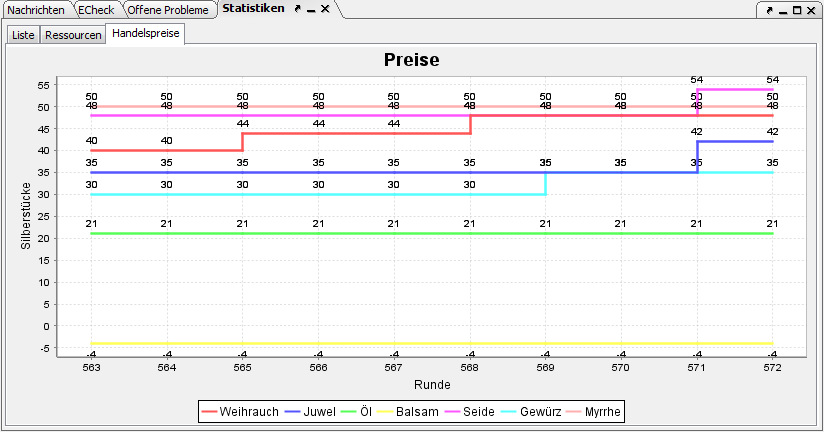 Nachrichten ECheck Offene Probleme Statistiken
Liste Ressourcen Handelspreise
Preise
54 54
55
50 50 50 50 50 50 50 50 50 50
50 48 48 48 48 48 48 48 48 48 48
44 44 44
45
42 42
40 40
40
35 35 35 35 35 35 35 35 35 35
35
30 30 30 30 30 30
30
25
21 21 21 21 21 21 21 21 21 21
20
15
10
5
0
-5
-4 -4 -4 -4 -4 -4 -4 -4 -4 -4
563 564 565 566 567 568 569 570 571 572
Silberstücke
Runde
Weihrauch Juwel Öl Balsam Seide Gewürz Myrrhe